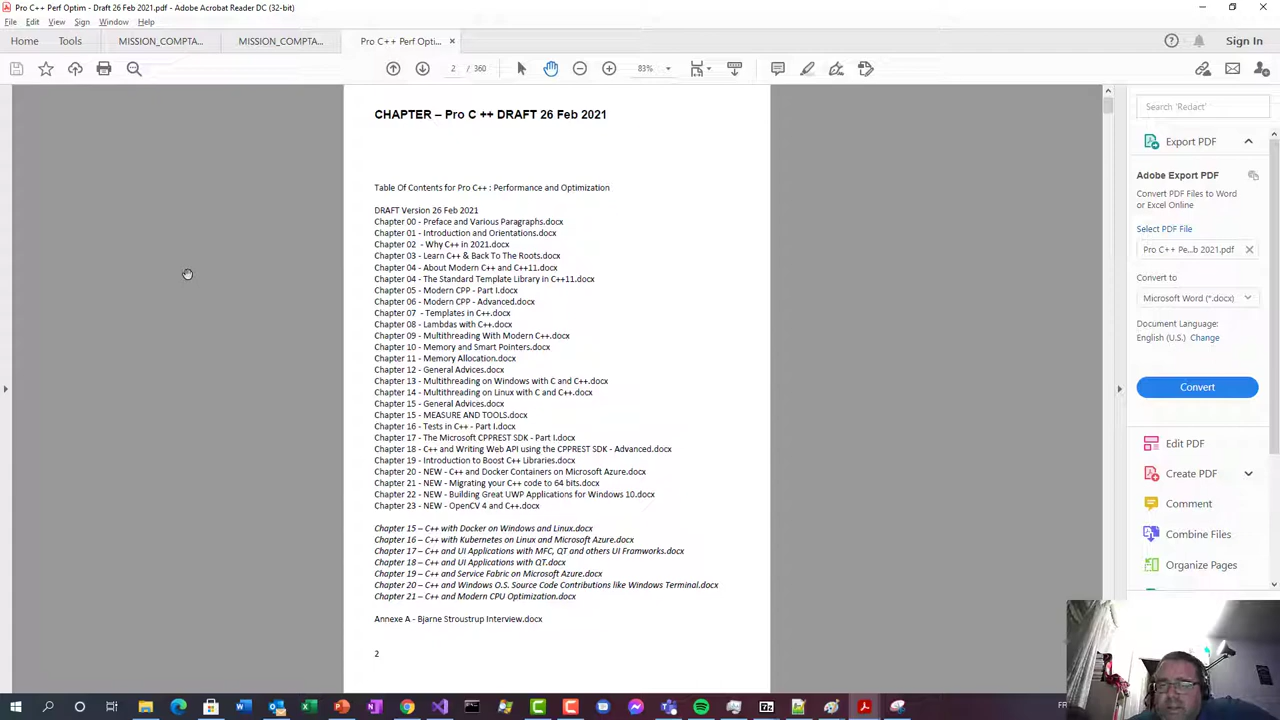 Pro C++ Perf Optim - Draft 26 Feb 2021.pdf - Adobe Acrobat Reader DC (32-bit)
File Edit View Sign Window Help
Home Tools MISSION_COMPTA... MISSION_COMPTA... Pro C++ Perf Opti... Sign In
2 / 360 83%
CHAPTER – Pro C ++ DRAFT 26 Feb 2021
Table Of Contents for Pro C++ : Performance and Optimization
DRAFT Version 26 Feb 2021
Chapter 00 - Preface and Various Paragraphs.docx
Chapter 01 - Introduction and Orientations.docx
Chapter 02 - Why C++ in 2021.docx
Chapter 03 - Learn C++ & Back To The Roots.docx
Chapter 04 - About Modern C++ and C++11.docx
Chapter 04 - The Standard Template Library in C++11.docx
Chapter 05 - Modern CPP - Part I.docx
Chapter 06 - Modern CPP - Advanced.docx
Chapter 07 - Templates in C++.docx
Chapter 08 - Lambdas with C++.docx
Chapter 09 - Multithreading With Modern C++.docx
Chapter 10 - Memory and Smart Pointers.docx
Chapter 11 - Memory Allocation.docx
Chapter 12 - General Advices.docx
Chapter 13 - Multithreading on Windows with C and C++.docx
Chapter 14 - Multithreading on Linux with C and C++.docx
Chapter 15 - General Advices.docx
Chapter 15 - MEASURE AND TOOLS.docx
Chapter 16 - Tests in C++ - Part I.docx
Chapter 17 - The Microsoft CPPREST SDK - Part I.docx
Chapter 18 - C++ and Writing Web API using the CPPREST SDK - Advanced.docx
Chapter 19 - Introduction to Boost C++ Libraries.docx
Chapter 20 - NEW - C++ and Docker Containers on Microsoft Azure.docx
Chapter 21 - NEW - Migrating your C++ code to 64 bits.docx
Chapter 22 - NEW - Building Great UWP Applications for Windows 10.docx
Chapter 23 - NEW - OpenCV 4 and C++.docx
Chapter 15 – C++ with Docker on Windows and Linux.docx
Chapter 16 – C++ with Kubernetes on Linux and Microsoft Azure.docx
Chapter 17 – C++ and UI Applications with MFC, QT and others UI Framworks.docx
Chapter 18 – C++ and UI Applications with QT.docx
Chapter 19 – C++ and Service Fabric on Microsoft Azure.docx
Chapter 20 – C++ and Windows O.S. Source Code Contributions like Windows Terminal.docx
Chapter 21 – C++ and Modern CPU Optimization.docx
Annexe A - Bjarne Stroustrup Interview.docx
2
Search 'Redact'
Export PDF
Adobe Export PDF
Convert PDF Files to Word
or Excel Online
Select PDF File
Pro C++ Pe...b 2021.pdf
Convert to
Microsoft Word (*.docx)
Document Language:
English (U.S.) Change
Convert
Edit PDF
Create PDF
Comment
Combine Files
Organize Pages
FR